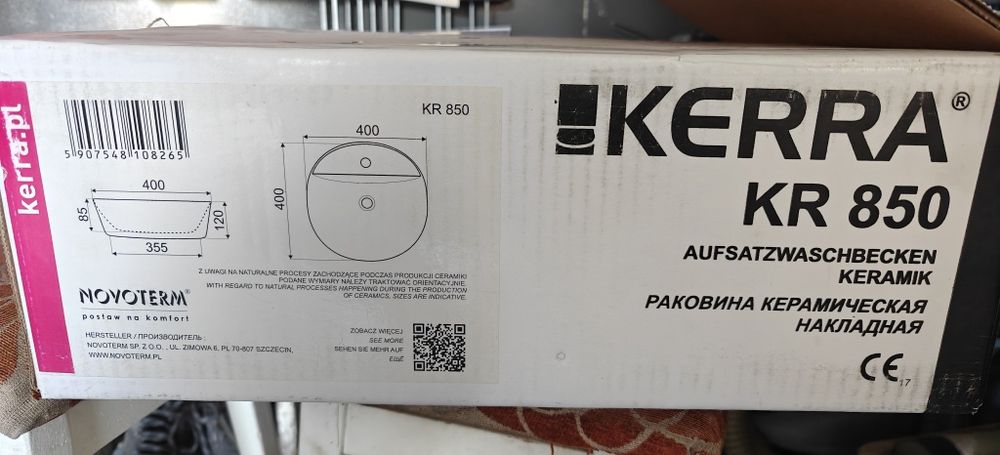 kerra.pl
5 907548 108265
KR 850
400
400
400
85
120
355
Z UWAGI NA NATURALNE PROCESY ZACHODZĄCE PODCZAS PRODUKCJI CERAMIKI
PODANE WYMIARY NALEŻY TRAKTOWAĆ ORIENTACYJNIE.
WITH REGARD TO NATURAL PROCESSES HAPPENING DURING THE PRODUCTION
OF CERAMICS, SIZES ARE INDICATIVE.
NOVOTERM®
postaw na komfort
HERSTELLER / ПРОИЗВОДИТЕЛЬ :
NOVOTERM SP. Z O.O. , UL. ZIMOWA 6, PL 70-807 SZCZECIN,
WWW.NOVOTERM.PL
ZOBACZ WIĘCEJ
SEE MORE
SEHEN SIE MEHR AUF
ЕЩЁ
KERRA®
KR 850
AUFSATZWASCHBECKEN
KERAMIK
РАКОВИНА КЕРАМИЧЕСКАЯ
НАКЛАДНАЯ
CE 17